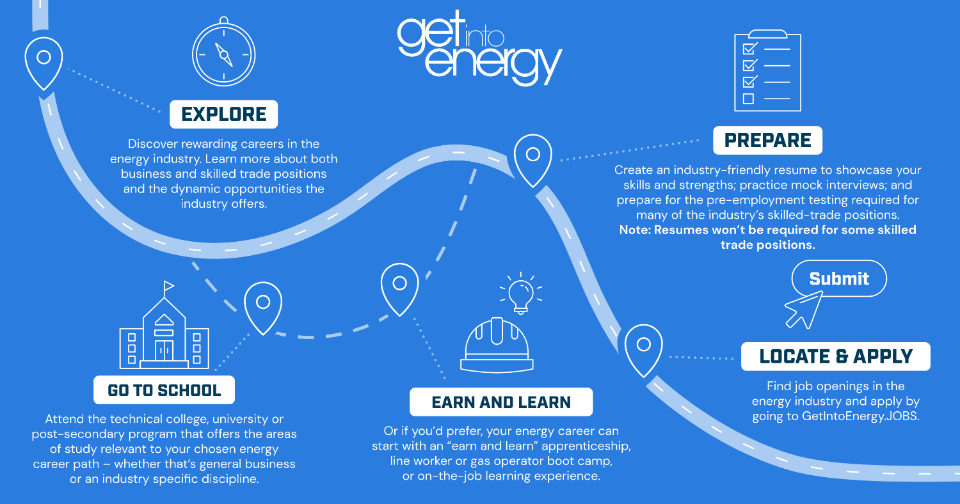 get into
energy
EXPLORE
Discover rewarding careers in the
energy industry. Learn more about both
business and skilled trade positions
and the dynamic opportunities the
industry offers.
PREPARE
Create an industry-friendly resume to showcase your
skills and strengths; practice mock interviews; and
prepare for the pre-employment testing required for
many of the industry's skilled-trade positions.
Note: Resumes won't be required for some skilled
trade positions.
Submit
GO TO SCHOOL
Attend the technical college, university or
post-secondary program that offers the areas
of study relevant to your chosen energy
career path – whether that's general business
or an industry specific discipline.
EARN AND LEARN
Or if you'd prefer, your energy career can
start with an “earn and learn” apprenticeship,
line worker or gas operator boot camp,
or on-the-job learning experience.
LOCATE & APPLY
Find job openings in the
energy industry and apply by
going to GetIntoEnergy.JOBS.